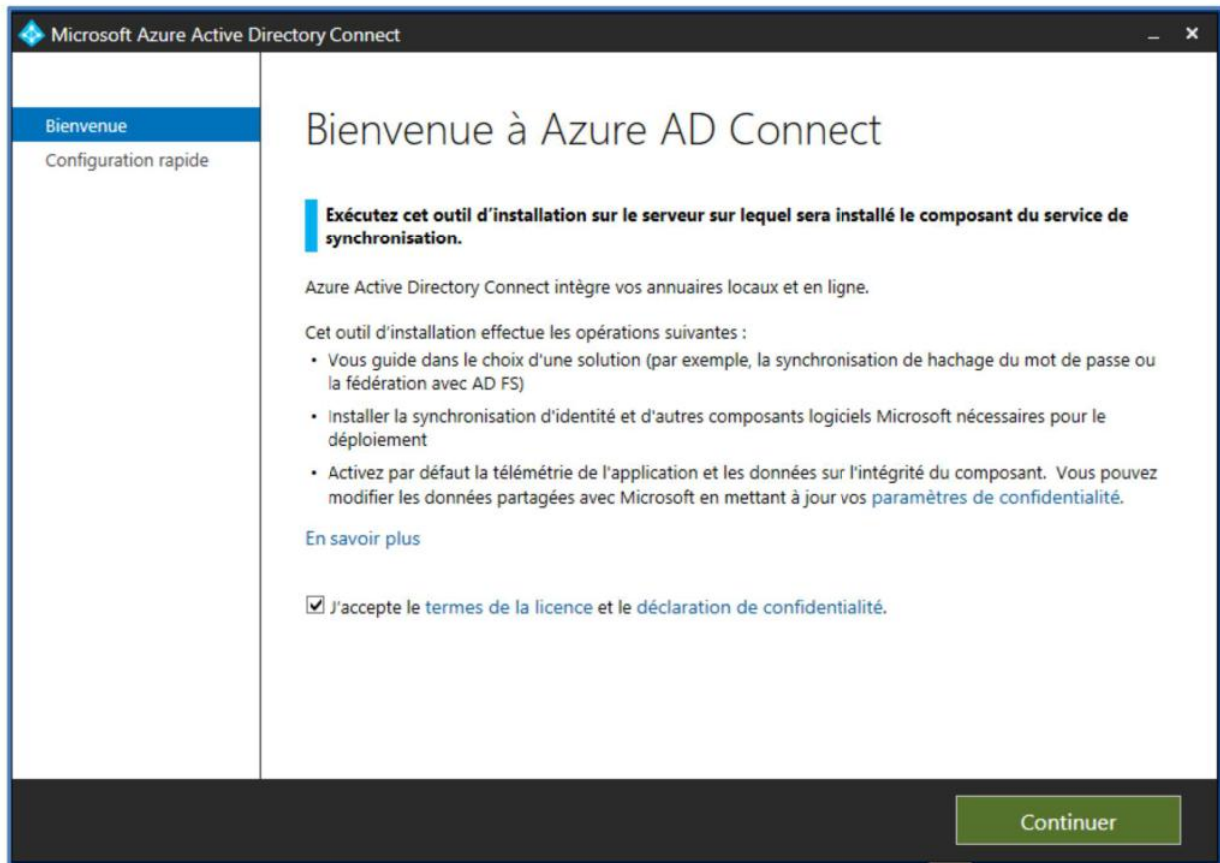 Microsoft Azure Active Directory Connect
Bienvenue
Configuration rapide
Bienvenue à Azure AD Connect
Exécutez cet outil d'installation sur le serveur sur lequel sera installé le composant du service de
synchronisation.
Azure Active Directory Connect intègre vos annuaires locaux et en ligne.
Cet outil d'installation effectue les opérations suivantes :
• Vous guide dans le choix d'une solution (par exemple, la synchronisation de hachage du mot de passe ou
la fédération avec AD FS)
• Installer la synchronisation d'identité et d'autres composants logiciels Microsoft nécessaires pour le
déploiement
• Activez par défaut la télémétrie de l'application et les données sur l'intégrité du composant. Vous pouvez
modifier les données partagées avec Microsoft en mettant à jour vos paramètres de confidentialité.
En savoir plus
J'accepte le termes de la licence et le déclaration de confidentialité.
Continuer